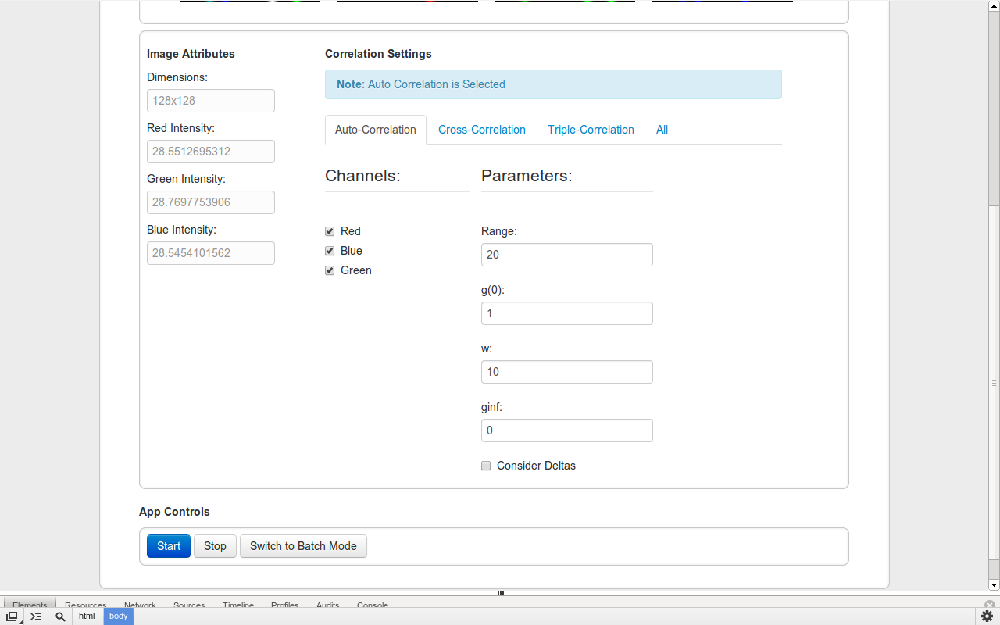 Image Attributes
Dimensions:
128x128
Red Intensity:
28.5512695312
Green Intensity:
28.7697753906
Blue Intensity:
28.5454101562
Correlation Settings
Note: Auto Correlation is Selected
Auto-Correlation Cross-Correlation Triple-Correlation All
Channels:
Red
Blue
Green
Parameters:
Range:
20
g(0):
1
w:
10
ginf:
0
Consider Deltas
App Controls
Start Stop Switch to Batch Mode
Elements Resources Network Sources Timeline Profiles Audits Console
html body